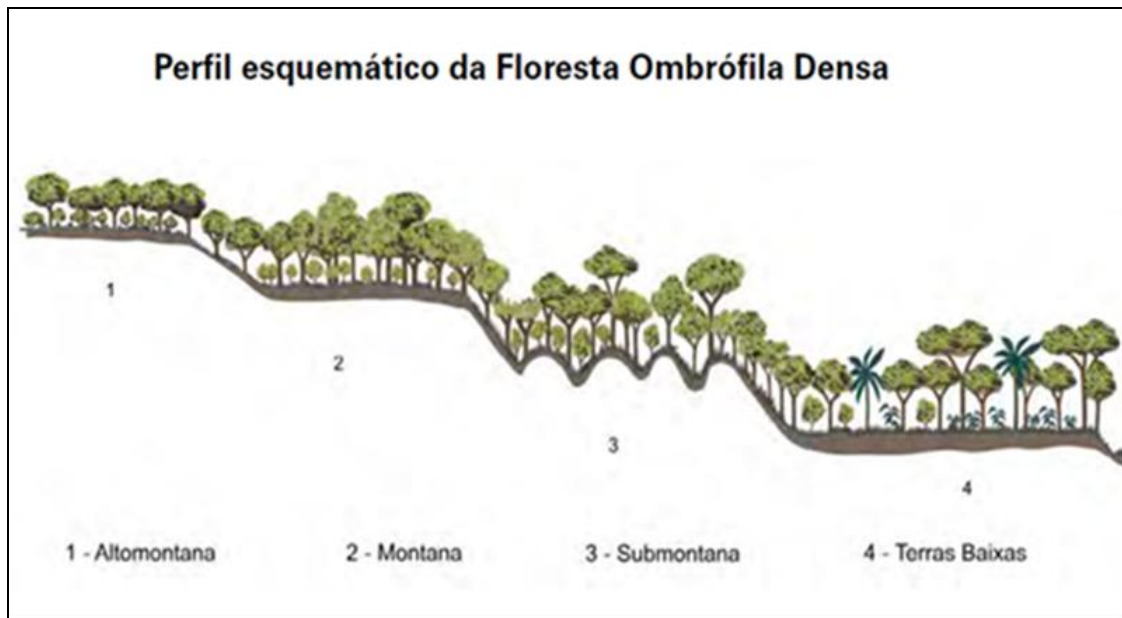 Perfil esquemático da Floresta Ombrófila Densa
1
2
3
4
1 - Altomontana 2 - Montana 3 - Submontana 4 - Terras Baixas